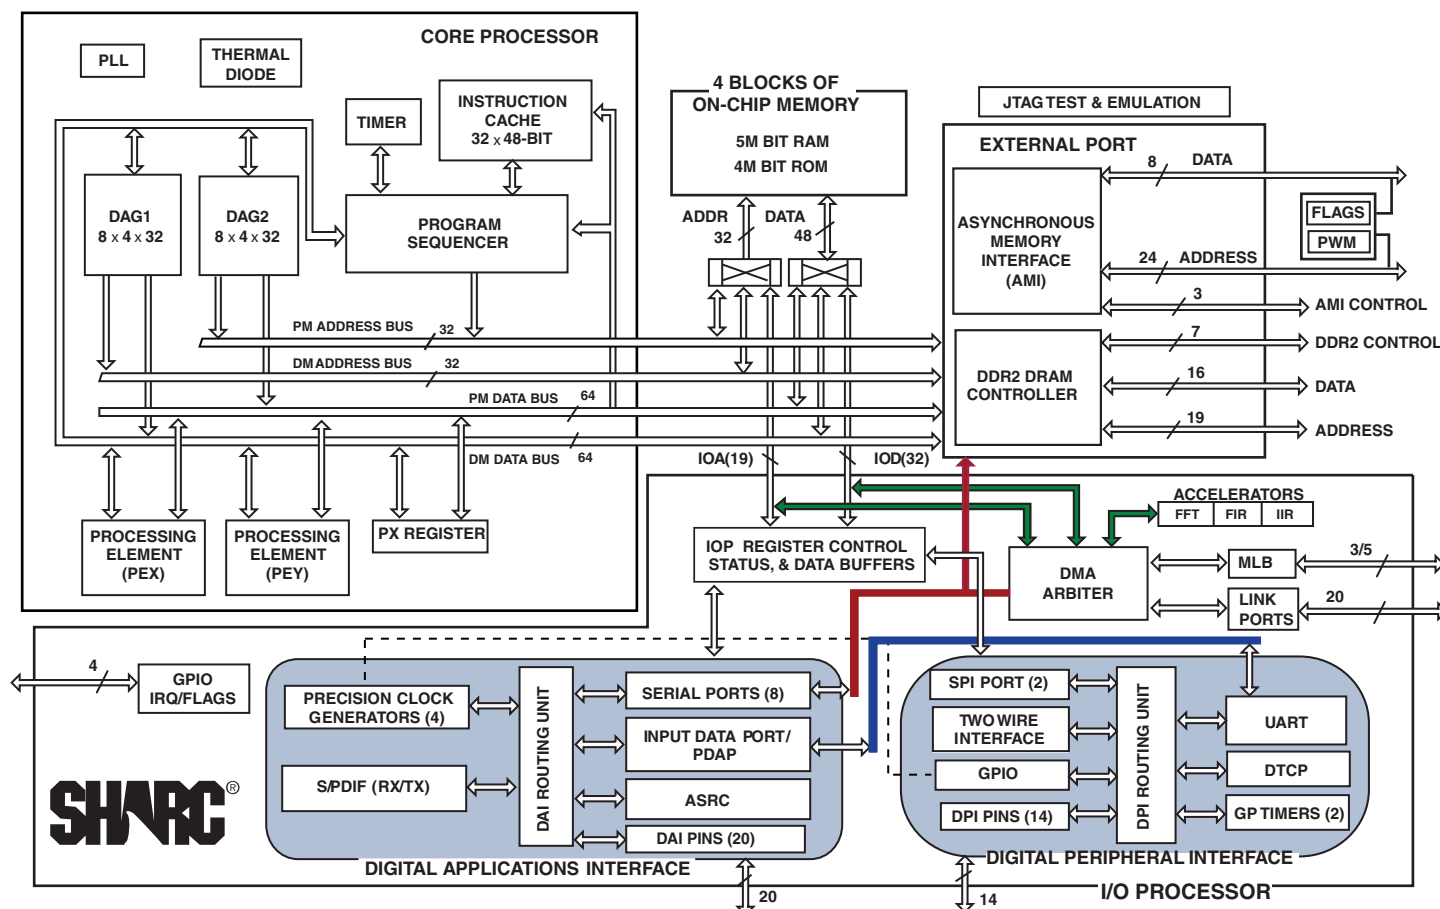 CORE PROCESSOR
PLL
THERMAL
DIODE
TIMER
INSTRUCTION
CACHE
32 x 48-BIT
DAG1
8 x 4 x 32
DAG2
8 x 4 x 32
PROGRAM
SEQUENCER
PM ADDRESS BUS
32
DM ADDRESS BUS
32
PM DATA BUS
64
DM DATA BUS
64
PROCESSING
ELEMENT
(PEX)
PROCESSING
ELEMENT
(PEY)
PX REGISTER
4 BLOCKS OF
ON-CHIP MEMORY
5M BIT RAM
4M BIT ROM
ADDR
32
DATA
48
IOA(19)
IOD(32)
JTAG TEST & EMULATION
EXTERNAL PORT
ASYNCHRONOUS
MEMORY
INTERFACE
(AMI)
DDR2 DRAM
CONTROLLER
8
DATA
FLAGS
PWM
24
ADDRESS
3
AMI CONTROL
7
DDR2 CONTROL
16
DATA
19
ADDRESS
IOP REGISTER CONTROL
STATUS, & DATA BUFFERS
DMA
ARBITER
ACCELERATORS
FFT
FIR
IIR
MLB
3/5
LINK
PORTS
20
4
GPIO
IRQ/FLAGS
PRECISION CLOCK
GENERATORS (4)
S/PDIF (RX/TX)
DAI ROUTING UNIT
SERIAL PORTS (8)
INPUT DATA PORT/
PDAP
ASRC
DAI PINS (20)
DIGITAL APPLICATIONS INTERFACE
20
SPI PORT (2)
TWO WIRE
INTERFACE
GPIO
DPI PINS (14)
DPI ROUTING UNIT
UART
DTCP
GP TIMERS (2)
DIGITAL PERIPHERAL INTERFACE
14
I/O PROCESSOR
SHARC®